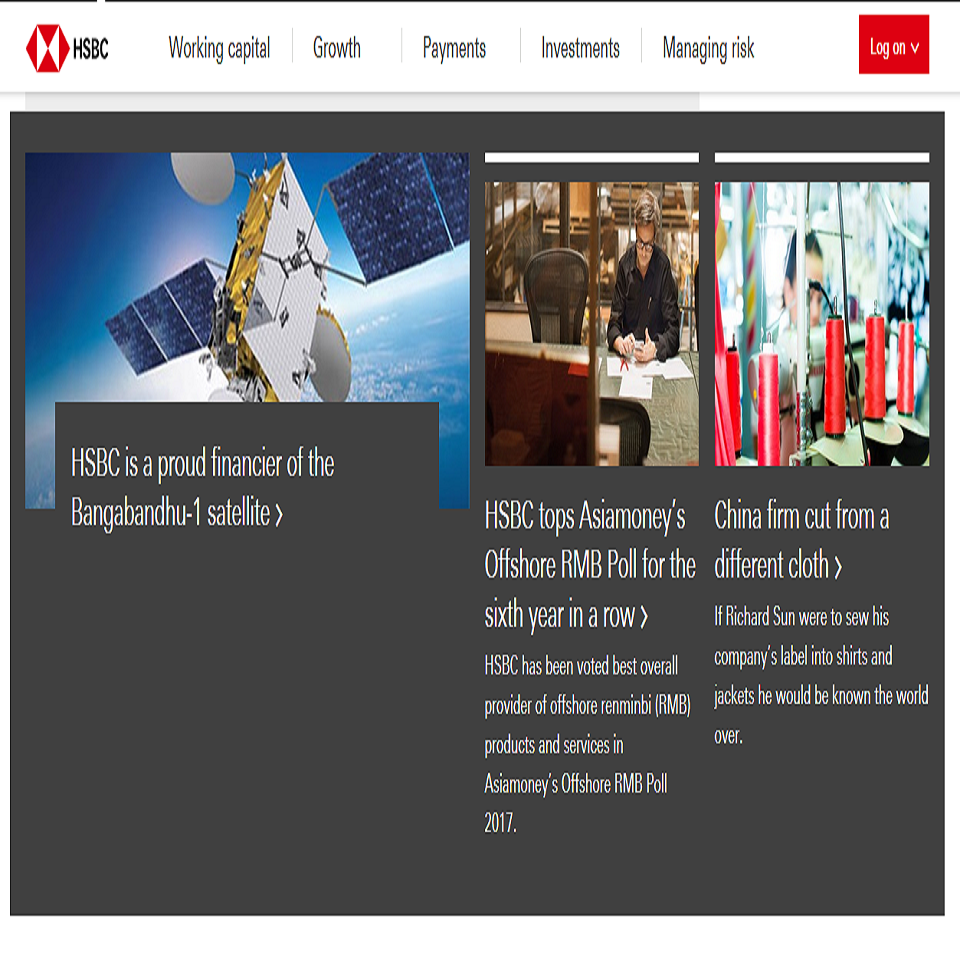 HSBC
Working capital
Growth
Payments
Investments
Managing risk
Log on
HSBC is a proud financier of the
Bangabandhu-1 satellite
HSBC tops Asiamoney's
Offshore RMB Poll for the
sixth year in a row
HSBC has been voted best overall
provider of offshore renminbi (RMB)
products and services in
Asiamoney's Offshore RMB Poll
2017.
China firm cut from a
different cloth
If Richard Sun were to sew his
company's label into shirts and
jackets he would be known the world
over.